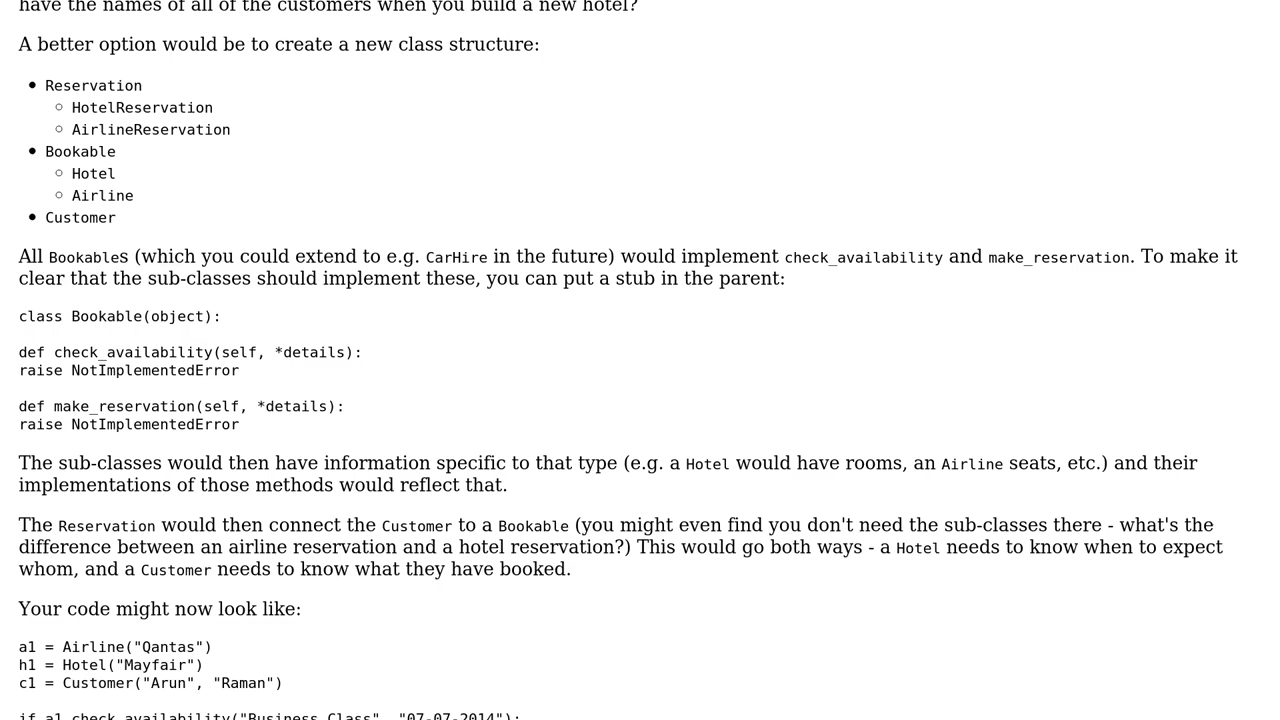 have the names of all of the customers when you build a new hotel?
A better option would be to create a new class structure:
Reservation
HotelReservation
AirlineReservation
Bookable
Hotel
Airline
Customer
All Bookables (which you could extend to e.g. CarHire in the future) would implement check_availability and make_reservation. To make it
clear that the sub-classes should implement these, you can put a stub in the parent:
class Bookable(object):
def check_availability(self, *details):
raise NotImplementedError
def make_reservation(self, *details):
raise NotImplementedError
The sub-classes would then have information specific to that type (e.g. a Hotel would have rooms, an Airline seats, etc.) and their
implementations of those methods would reflect that.
The Reservation would then connect the Customer to a Bookable (you might even find you don't need the sub-classes there - what's the
difference between an airline reservation and a hotel reservation?) This would go both ways - a Hotel needs to know when to expect
whom, and a Customer needs to know what they have booked.
Your code might now look like:
a1 = Airline("Qantas")
h1 = Hotel("Mayfair")
c1 = Customer("Arun", "Raman")
if a1.check_availability("Business Class", "07-07-2014"):